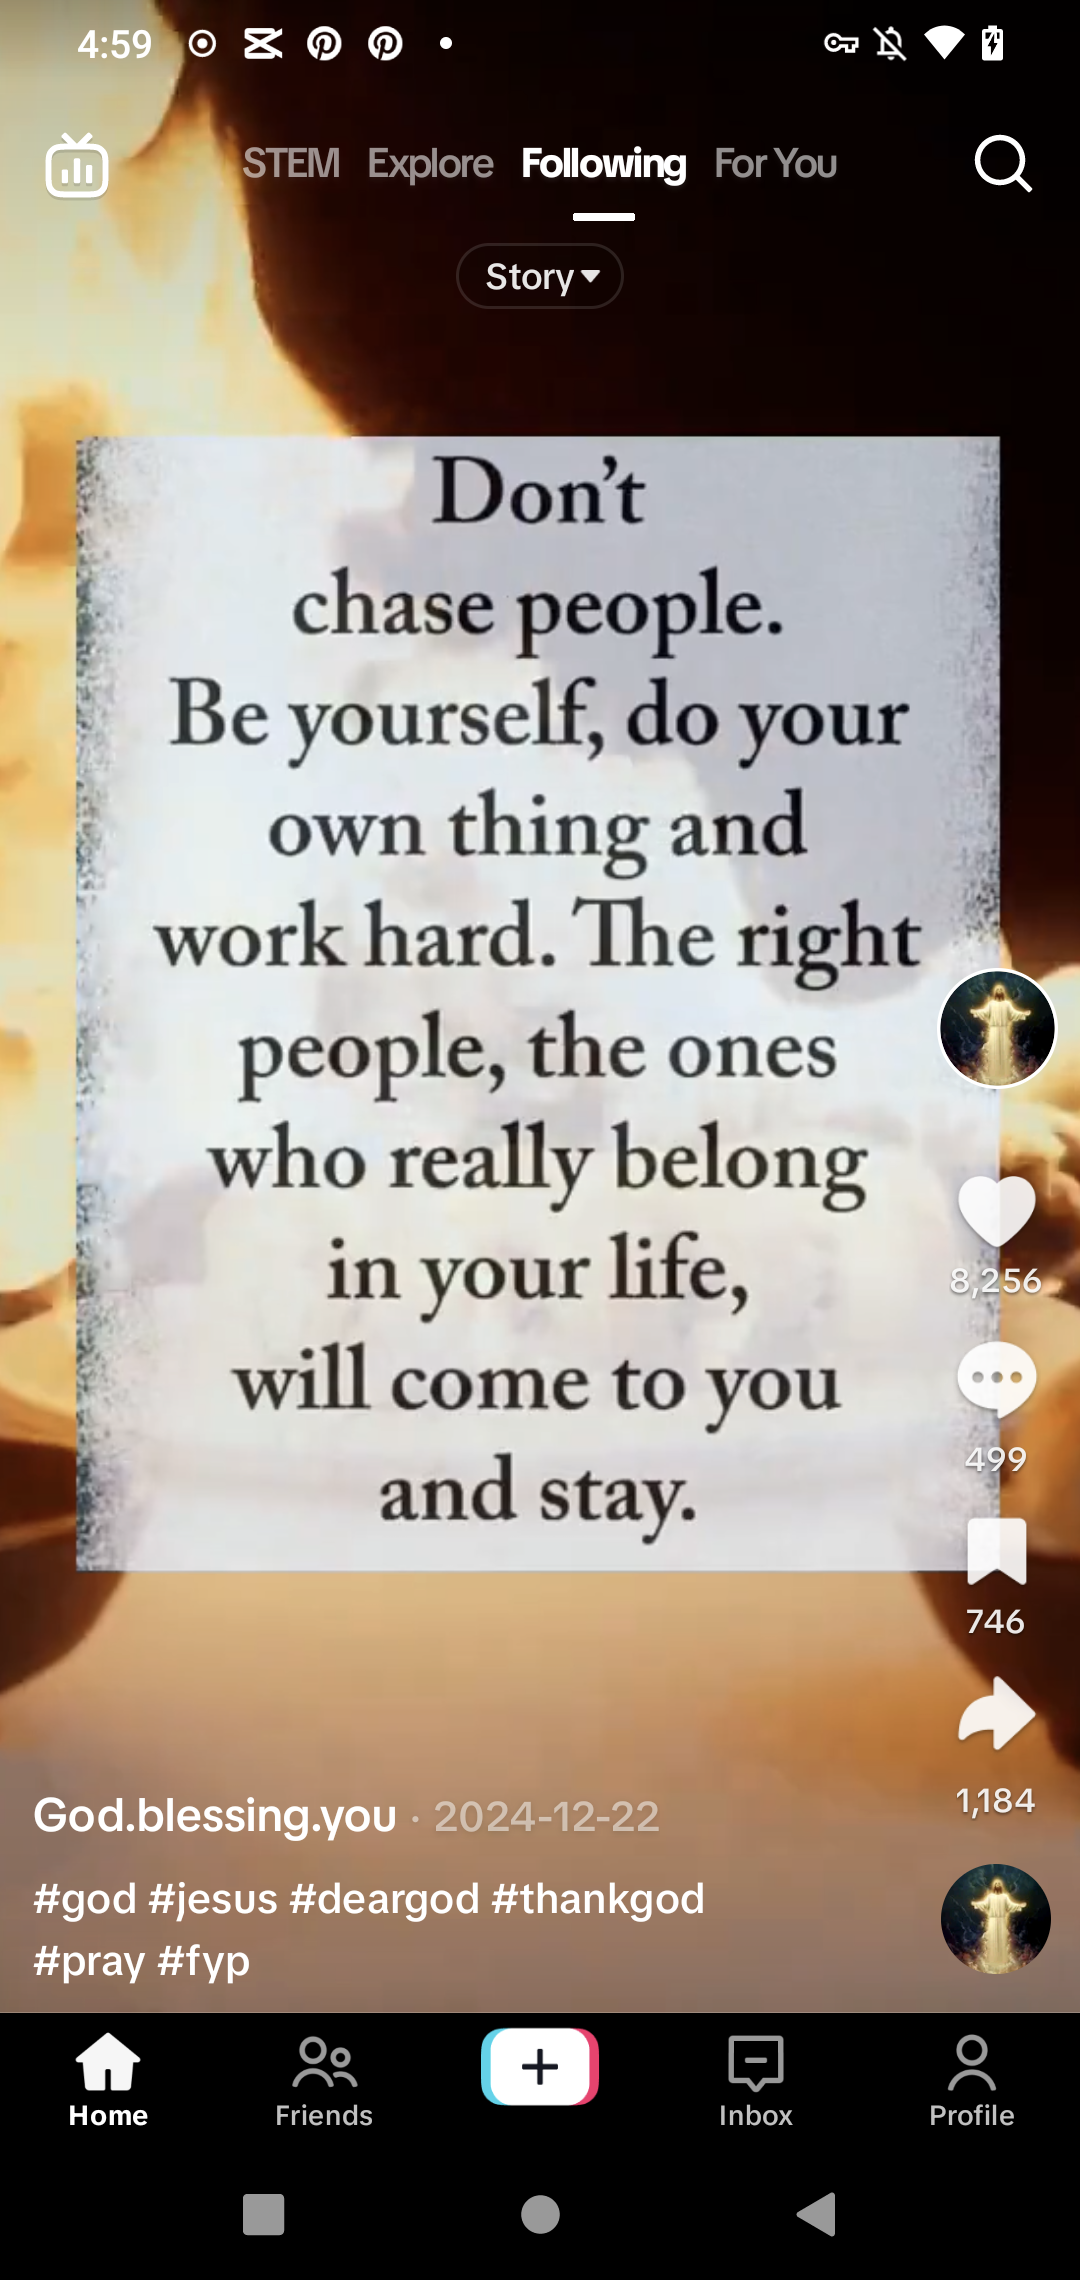 4:59
STEM Explore Following For You
Story
Don't
chase people.
Be yourself, do your
own thing and
work hard. The right
people, the ones
who really belong
in your life,
will come to you
and stay.
8,256
499
746
1,184
God.blessing.you · 2024-12-22
#god #jesus #deargod #thankgod
#pray #fyp
Home Friends Inbox Profile